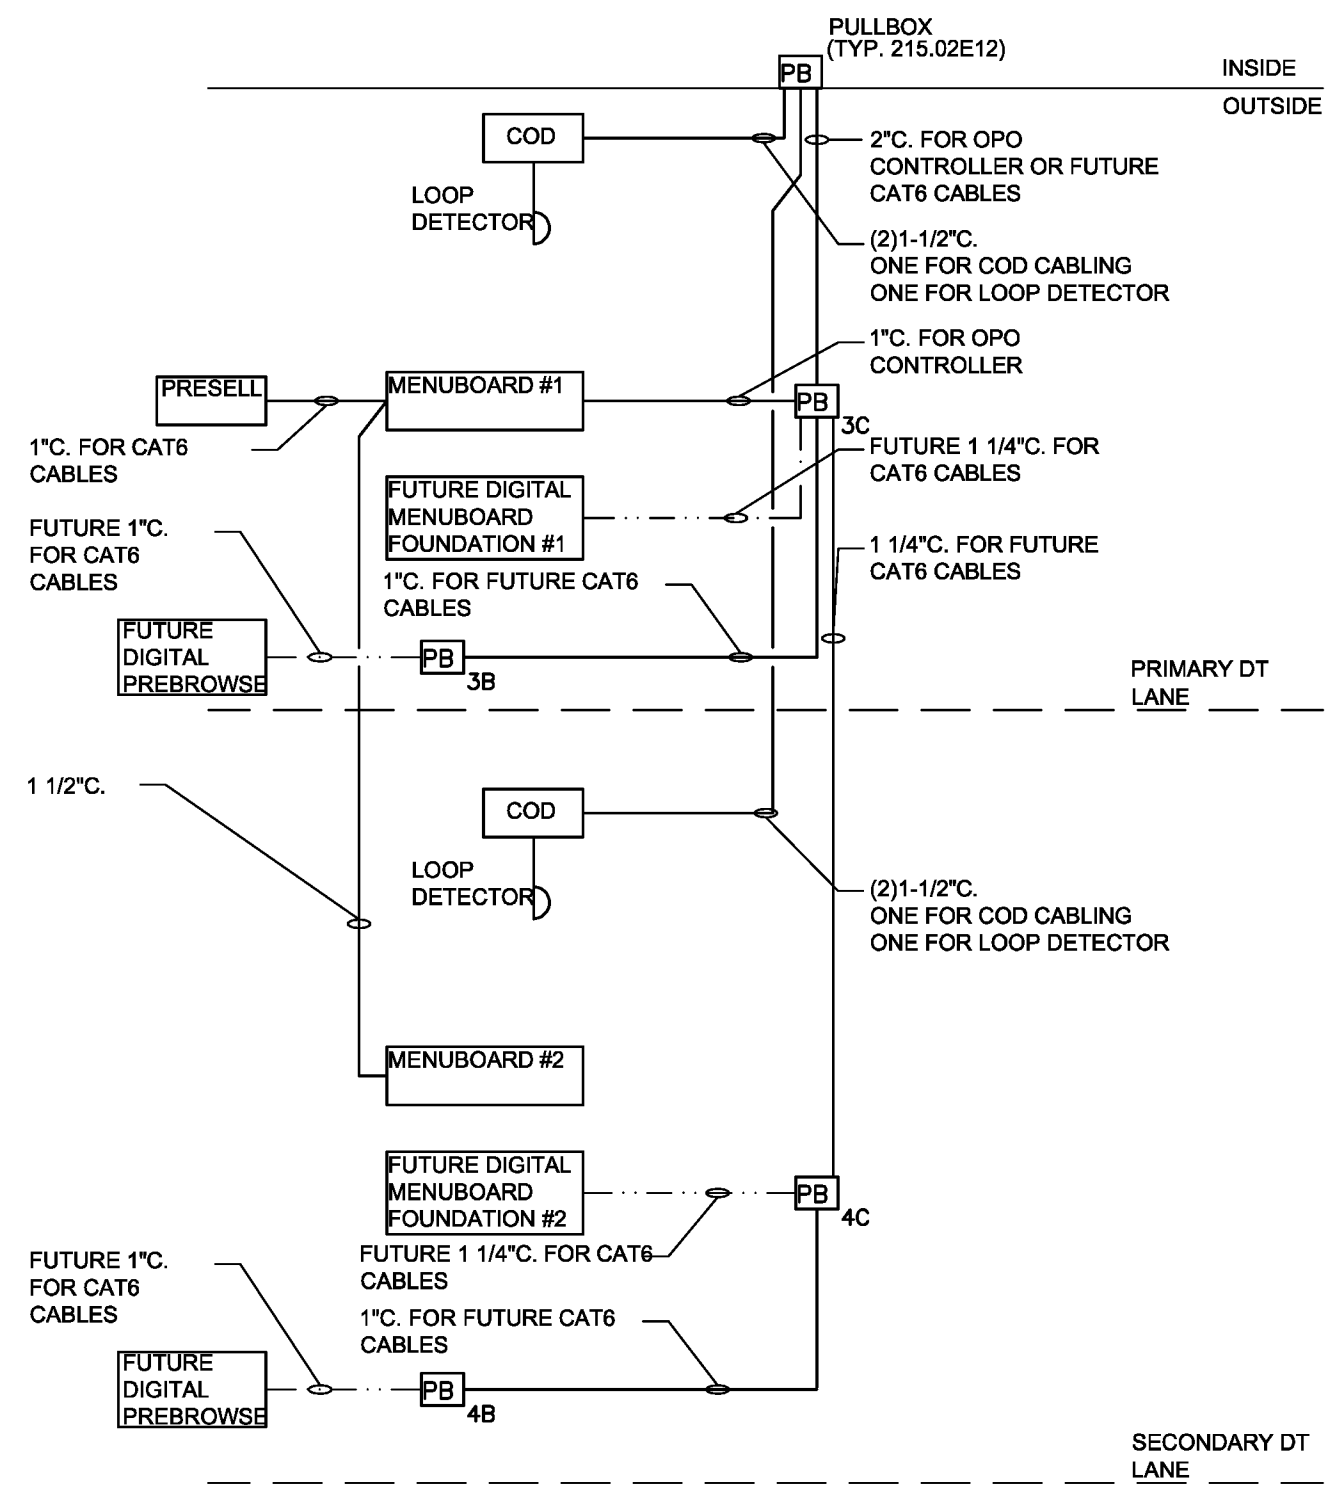 PULLBOX
(TYP. 215.02E12)
PB
INSIDE
OUTSIDE
COD
2"C. FOR OPO
CONTROLLER OR FUTURE
CAT6 CABLES
LOOP
DETECTOR
(2)1-1/2"C.
ONE FOR COD CABLING
ONE FOR LOOP DETECTOR
1"C. FOR OPO
CONTROLLER
PRESELL
MENUBOARD #1
PB
3C
1"C. FOR CAT6
CABLES
FUTURE 1 1/4"C. FOR
CAT6 CABLES
FUTURE DIGITAL
MENUBOARD
FOUNDATION #1
FUTURE 1"C.
FOR CAT6
CABLES
1 1/4"C. FOR FUTURE
CAT6 CABLES
1"C. FOR FUTURE CAT6
CABLES
FUTURE
DIGITAL
PREBROWSE
PB
3B
PRIMARY DT
LANE
1 1/2"C.
COD
LOOP
DETECTOR
(2)1-1/2"C.
ONE FOR COD CABLING
ONE FOR LOOP DETECTOR
MENUBOARD #2
FUTURE DIGITAL
MENUBOARD
FOUNDATION #2
PB
4C
FUTURE 1 1/4"C. FOR CAT6
CABLES
FUTURE 1"C.
FOR CAT6
CABLES
1"C. FOR FUTURE CAT6
CABLES
FUTURE
DIGITAL
PREBROWSE
PB
4B
SECONDARY DT
LANE